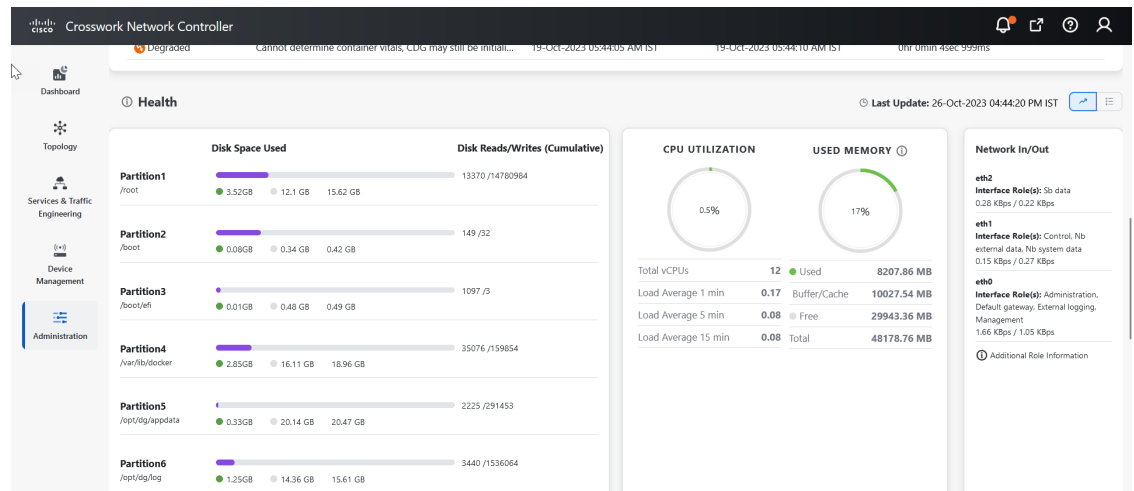 cisco Crosswork Network Controller
Degraded Cannot determine container vitals, CDG may still be initiali... 19-Oct-2023 05:44:05 AM IST 19-Oct-2023 05:44:10 AM IST 0hr 0min 4sec 999ms
Dashboard
Topology
Services & Traffic
Engineering
Device
Management
Administration
Health
Last Update: 26-Oct-2023 04:44:20 PM IST
Disk Space Used Disk Reads/Writes (Cumulative)
Partition1 13370 /14780984
/root 3.52GB 12.1 GB 15.62 GB
Partition2 149 /32
/boot 0.08GB 0.34 GB 0.42 GB
Partition3 1097 /3
/boot/efi 0.01GB 0.48 GB 0.49 GB
Partition4 35076 /159854
/var/lib/docker 2.85GB 16.11 GB 18.96 GB
Partition5 2225 /291453
/opt/dg/appdata 0.33GB 20.14 GB 20.47 GB
Partition6 3440 /1536064
/opt/dg/log 1.25GB 14.36 GB 15.61 GB
CPU UTILIZATION
0.5%
Total vCPUs 12
Load Average 1 min 0.17
Load Average 5 min 0.08
Load Average 15 min 0.08
USED MEMORY
17%
Used 8207.86 MB
Buffer/Cache 10027.54 MB
Free 29943.36 MB
Total 48178.76 MB
Network In/Out
eth2
Interface Role(s): Sb data
0.28 KBps / 0.22 KBps
eth1
Interface Role(s): Control, Nb
external data, Nb system data
0.15 KBps / 0.27 KBps
eth0
Interface Role(s): Administration,
Default gateway, External logging,
Management
1.66 KBps / 1.05 KBps
Additional Role Information